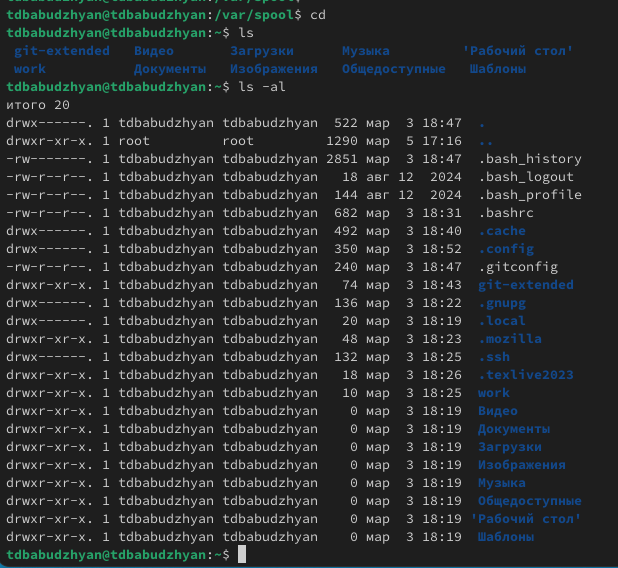 tdbabudzhyan@tdbabudzhyan:/var/spool$ cd
tdbabudzhyan@tdbabudzhyan:~$ ls
git-extended Видео Загрузки Музыка 'Рабочий стол'
work Документы Изображения Общедоступные Шаблоны
tdbabudzhyan@tdbabudzhyan:~$ ls -al
итого 20
drwx------. 1 tdbabudzhyan tdbabudzhyan 522 мар 3 18:47 .
drwxr-xr-x. 1 root root 1290 мар 5 17:16 ..
-rw-------. 1 tdbabudzhyan tdbabudzhyan 2851 мар 3 18:47 .bash_history
-rw-r--r--. 1 tdbabudzhyan tdbabudzhyan 18 авг 12 2024 .bash_logout
-rw-r--r--. 1 tdbabudzhyan tdbabudzhyan 144 авг 12 2024 .bash_profile
-rw-r--r--. 1 tdbabudzhyan tdbabudzhyan 682 мар 3 18:31 .bashrc
drwx------. 1 tdbabudzhyan tdbabudzhyan 492 мар 3 18:40 .cache
drwx------. 1 tdbabudzhyan tdbabudzhyan 350 мар 3 18:52 .config
-rw-r--r--. 1 tdbabudzhyan tdbabudzhyan 240 мар 3 18:47 .gitconfig
drwxr-xr-x. 1 tdbabudzhyan tdbabudzhyan 74 мар 3 18:43 git-extended
drwx------. 1 tdbabudzhyan tdbabudzhyan 136 мар 3 18:22 .gnupg
drwx------. 1 tdbabudzhyan tdbabudzhyan 20 мар 3 18:19 .local
drwxr-xr-x. 1 tdbabudzhyan tdbabudzhyan 48 мар 3 18:23 .mozilla
drwx------. 1 tdbabudzhyan tdbabudzhyan 132 мар 3 18:25 .ssh
drwxr-xr-x. 1 tdbabudzhyan tdbabudzhyan 18 мар 3 18:26 .texlive2023
drwxr-xr-x. 1 tdbabudzhyan tdbabudzhyan 10 мар 3 18:25 work
drwxr-xr-x. 1 tdbabudzhyan tdbabudzhyan 0 мар 3 18:19 Видео
drwxr-xr-x. 1 tdbabudzhyan tdbabudzhyan 0 мар 3 18:19 Документы
drwxr-xr-x. 1 tdbabudzhyan tdbabudzhyan 0 мар 3 18:19 Загрузки
drwxr-xr-x. 1 tdbabudzhyan tdbabudzhyan 0 мар 3 18:19 Изображения
drwxr-xr-x. 1 tdbabudzhyan tdbabudzhyan 0 мар 3 18:19 Музыка
drwxr-xr-x. 1 tdbabudzhyan tdbabudzhyan 0 мар 3 18:19 Общедоступные
drwxr-xr-x. 1 tdbabudzhyan tdbabudzhyan 0 мар 3 18:19 'Рабочий стол'
drwxr-xr-x. 1 tdbabudzhyan tdbabudzhyan 0 мар 3 18:19 Шаблоны
tdbabudzhyan@tdbabudzhyan:~$